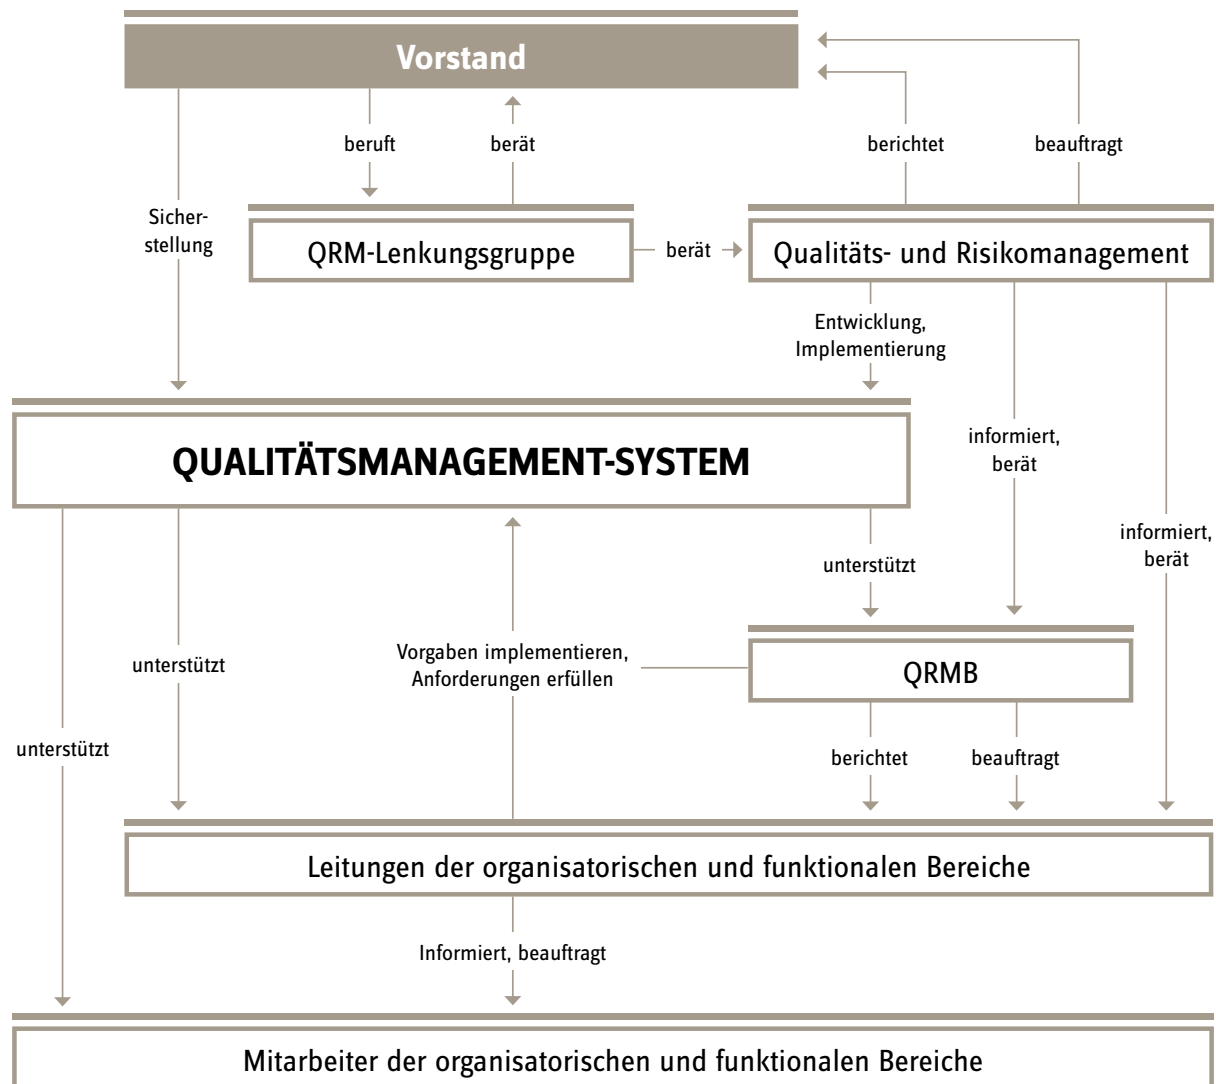 Vorstand
beruft
berät
berichtet
beauftragt
Sicher-
stellung
QRM-Lenkungsgruppe
berät
Qualitäts- und Risikomanagement
Entwicklung,
Implementierung
QUALITÄTSMANAGEMENT-SYSTEM
informiert,
berät
informiert,
berät
unterstützt
unterstützt
Vorgaben implementieren,
Anforderungen erfüllen
QRMB
unterstützt
berichtet
beauftragt
Leitungen der organisatorischen und funktionalen Bereiche
Informiert, beauftragt
Mitarbeiter der organisatorischen und funktionalen Bereiche